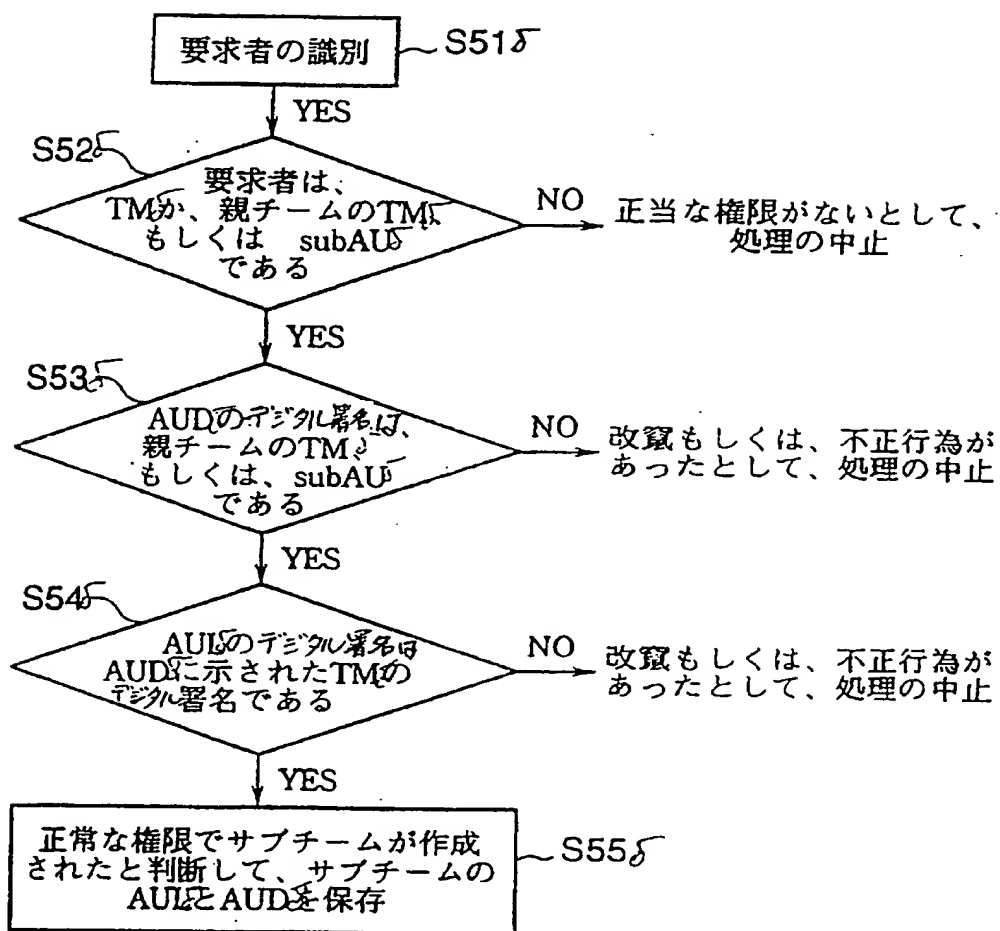 要求者の識別
S51
YES
S52
要求者は、
TMか、親チームのTM、
もしくは subAU
である
NO
正当な権限がないとして、
処理の中止
YES
S53
AUDのデジタル署名は、
親チームのTM、
もしくは、subAU
である
NO
改竄もしくは、不正行為が
あったとして、処理の中止
YES
S54
AULのデジタル署名は
AUDに示されたTMの
デジタル署名である
NO
改竄もしくは、不正行為が
あったとして、処理の中止
YES
正常な権限でサブチームが作成
されたと判断して、サブチームの
AULとAUDを保存
S55